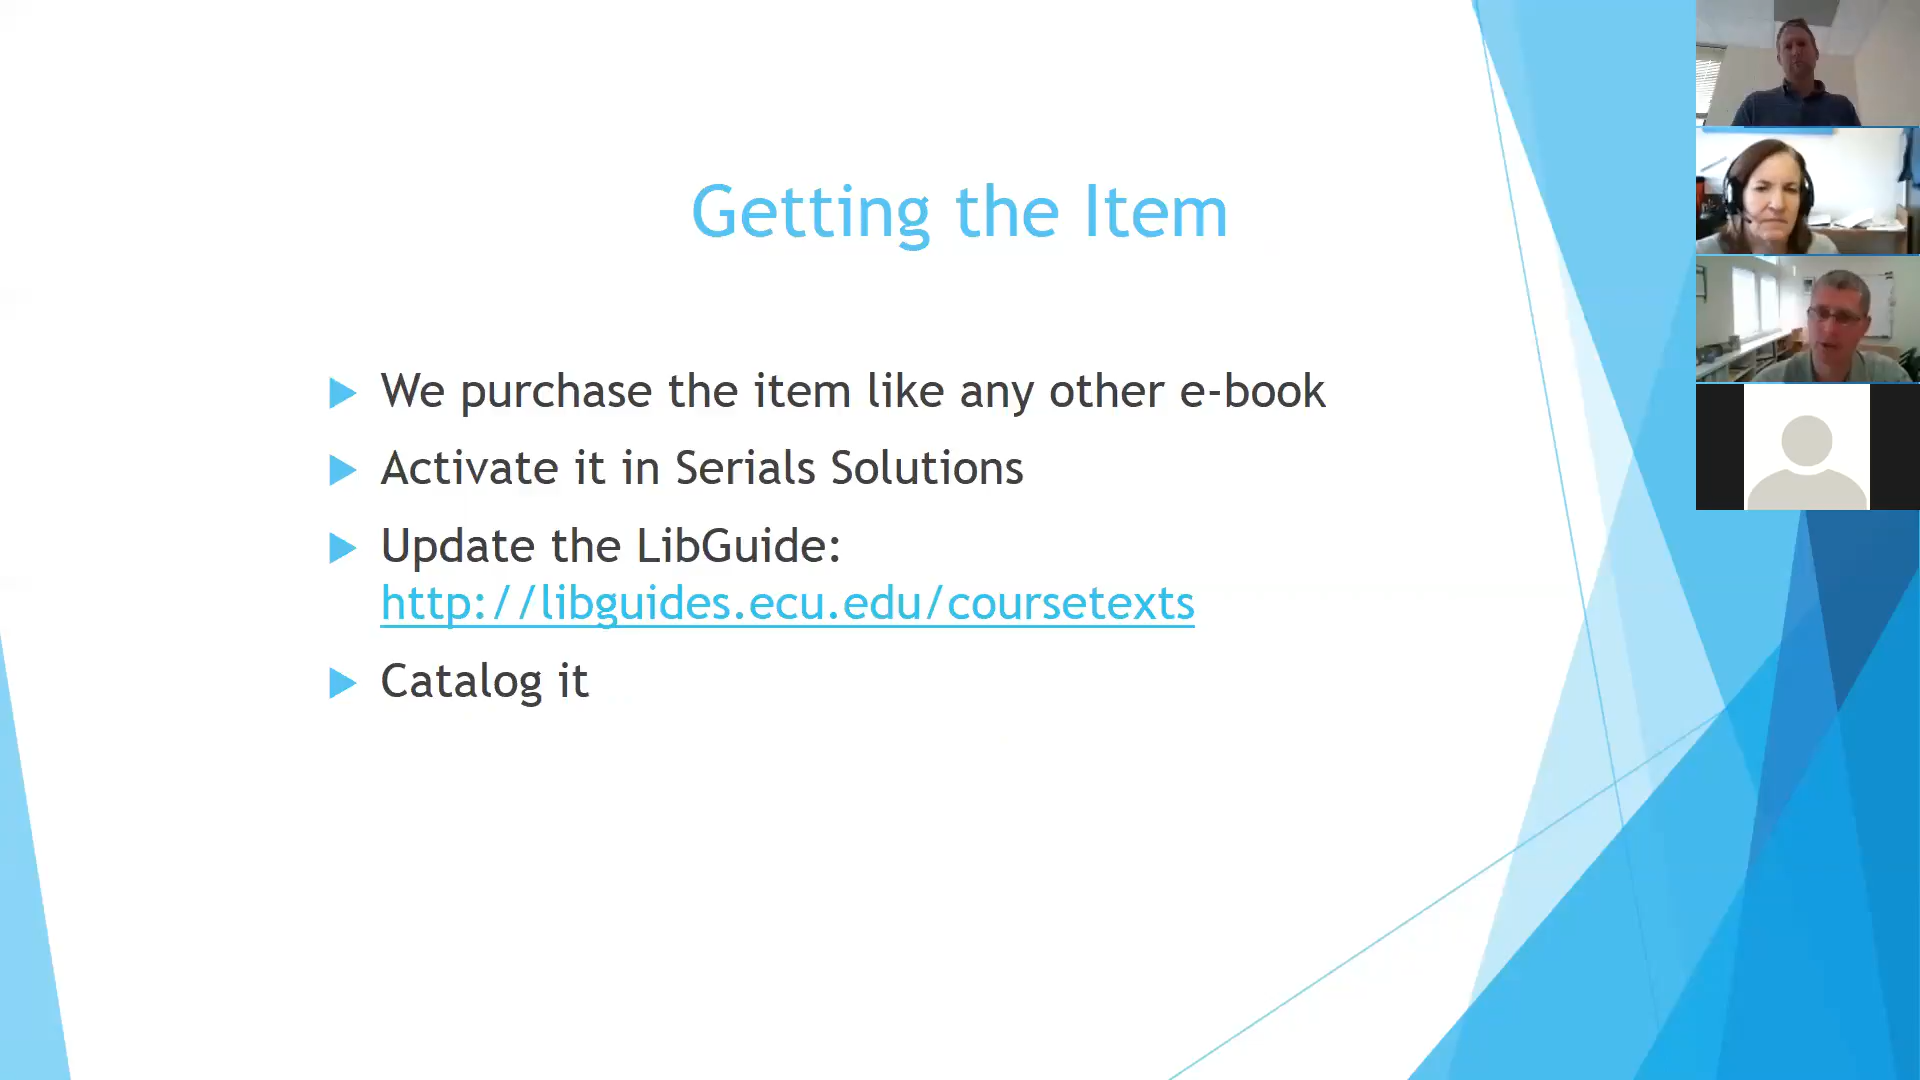 Getting the Item
We purchase the item like any other e-book
Activate it in Serials Solutions
Update the LibGuide:
http://libguides.ecu.edu/coursetexts
Catalog it